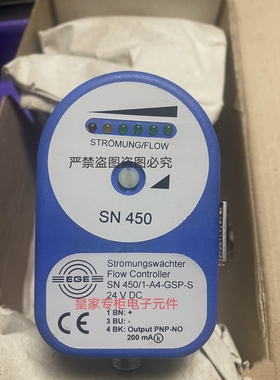 STRÖMUNG/FLOW
严禁盗图盗图必究
SN 450
EGE
Strömungswächter
Flow Controller
SN 450/1-A4-GSP-S
24 V DC
皇家专柜电子元件
1 BN: +
3 BU: -
4 BK: Output PNP-NO
200 mA
CE